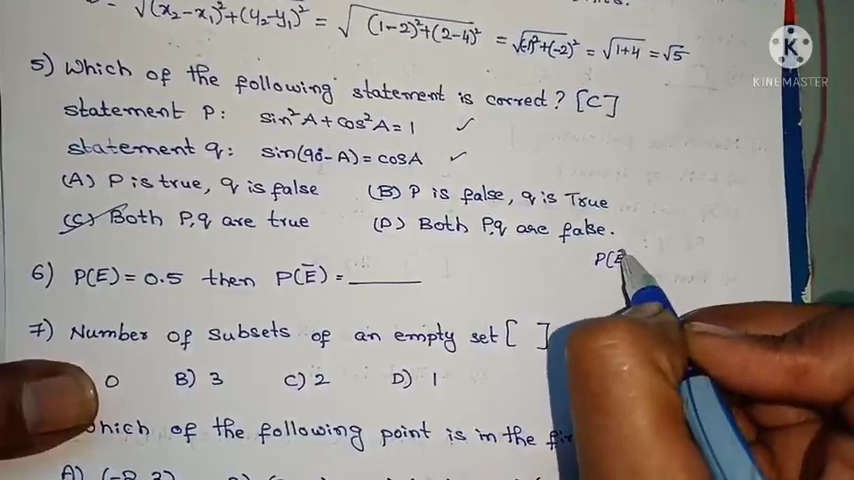 √(x₂-x₁)²+(y₂-y₁)² = √(1-2)²+(2-4)² = √(-1)²+(-2)² = √1+4 = √5
K
KINEMASTER
5) Which of the following statement is correct? [C]
statement P: sin²A+cos²A=1 ✓
statement q: sin(90-A)=cosA ✓
(A) P is true, q is false (B) P is false, q is True
(C) Both P,q are true (D) Both P,q are false.
P(E
6) P(E)=0.5 then P(Ē)=______
7) Number of subsets of an empty set [ ]
0 B) 3 C) 2 D) 1
which of the following point is in the
A) (-2,3)